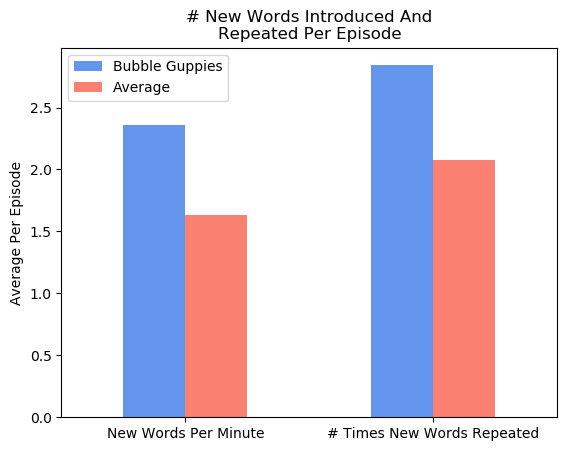 # New Words Introduced And
Repeated Per Episode
Bubble Guppies
Average
Average Per Episode
2.5
2.0
1.5
1.0
0.5
0.0
New Words Per Minute
# Times New Words Repeated